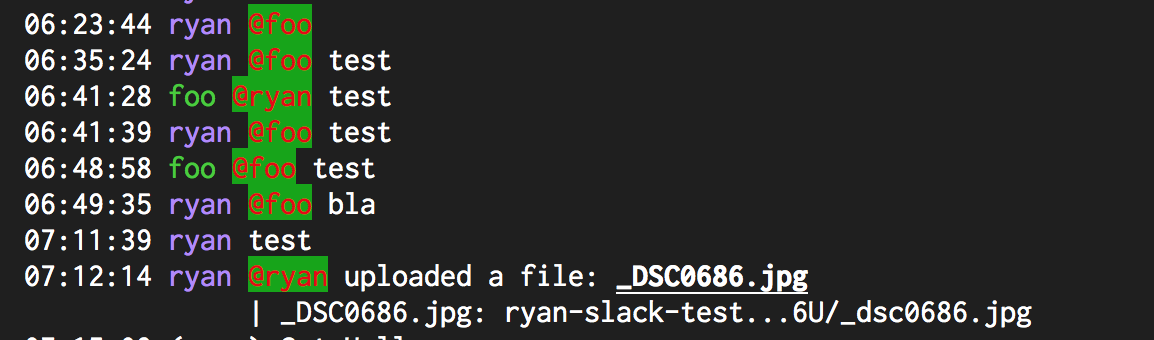 06:23:44 ryan @foo
06:35:24 ryan @foo test
06:41:28 foo @ryan test
06:41:39 ryan @foo test
06:48:58 foo @foo test
06:49:35 ryan @foo bla
07:11:39 ryan test
07:12:14 ryan @ryan uploaded a file: _DSC0686.jpg
| _DSC0686.jpg: ryan-slack-test...6U/_dsc0686.jpg